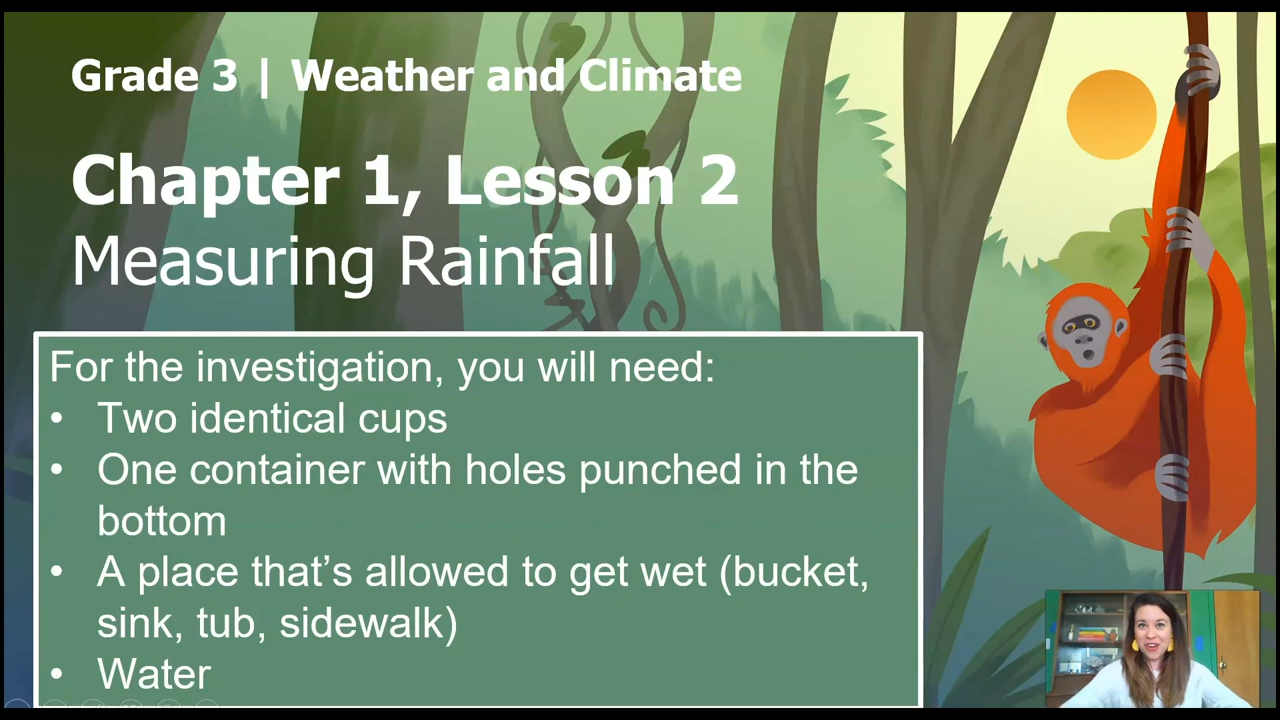 Grade 3 | Weather and Climate
Chapter 1, Lesson 2
Measuring Rainfall
For the investigation, you will need:
• Two identical cups
• One container with holes punched in the
bottom
• A place that’s allowed to get wet (bucket,
sink, tub, sidewalk)
• Water